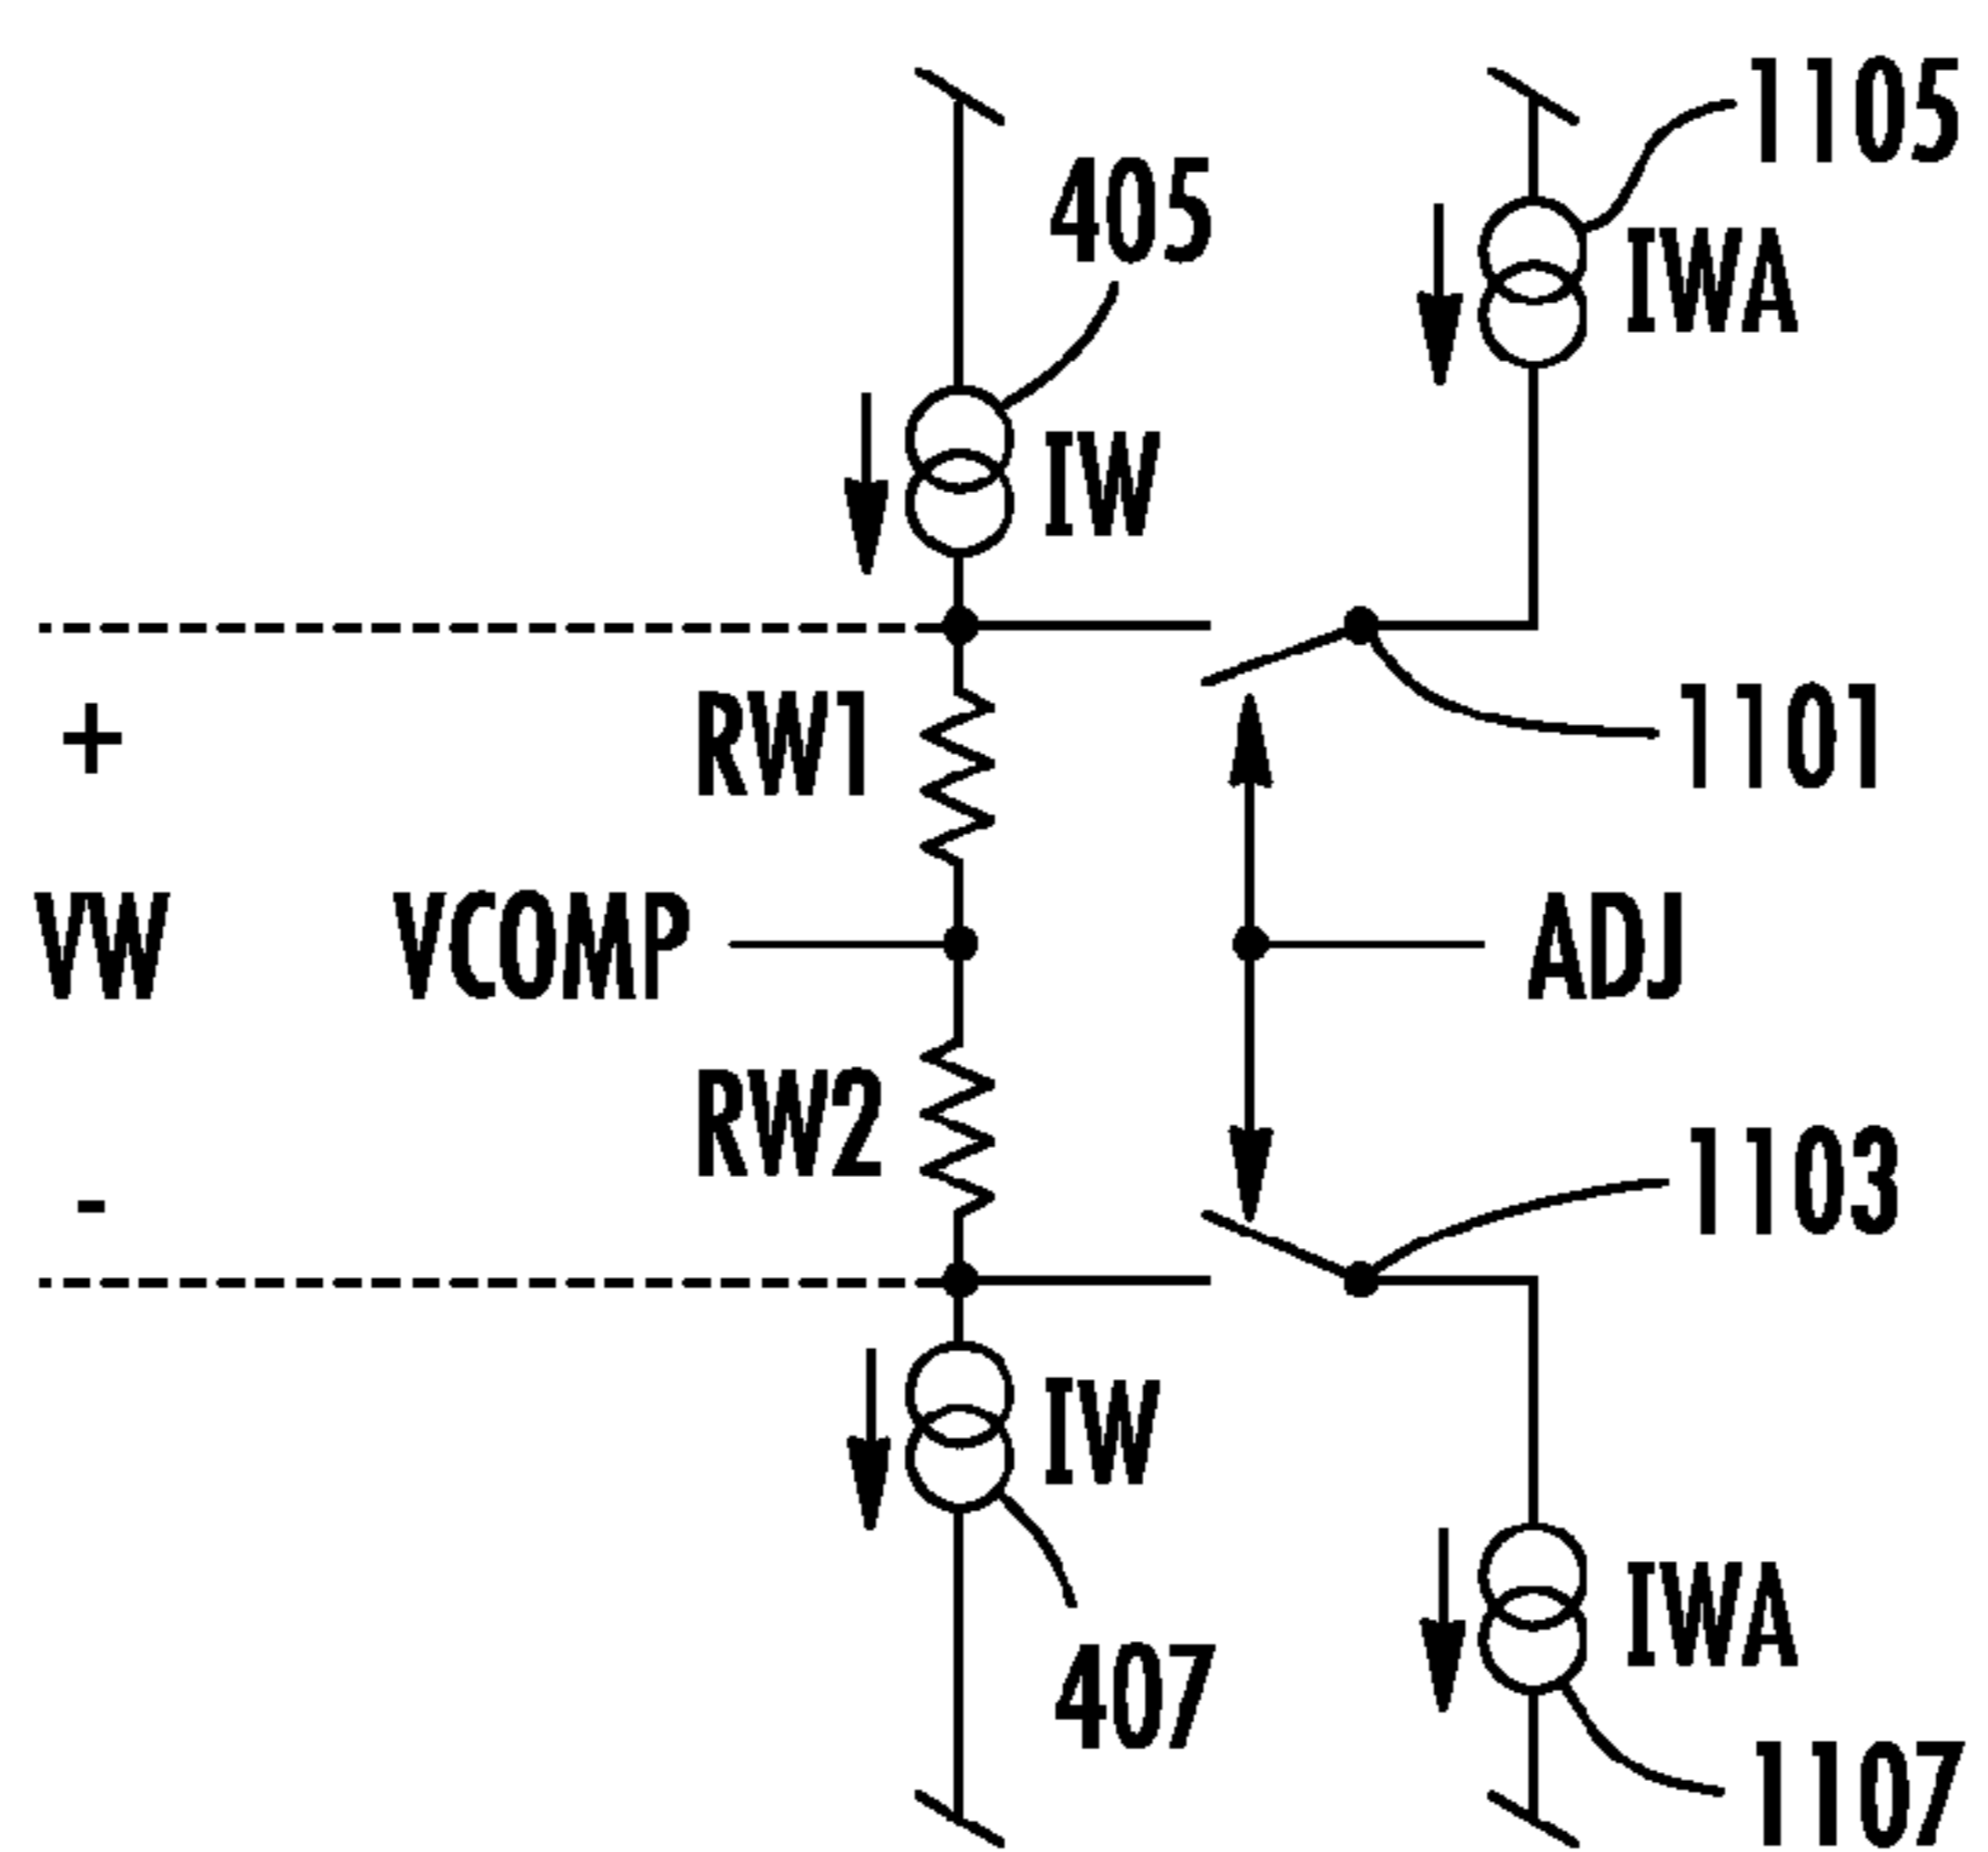 1105
405
IWA
IW
+
RW1
1101
VW
VCOMP
ADJ
RW2
1103
-
IW
IWA
407
1107